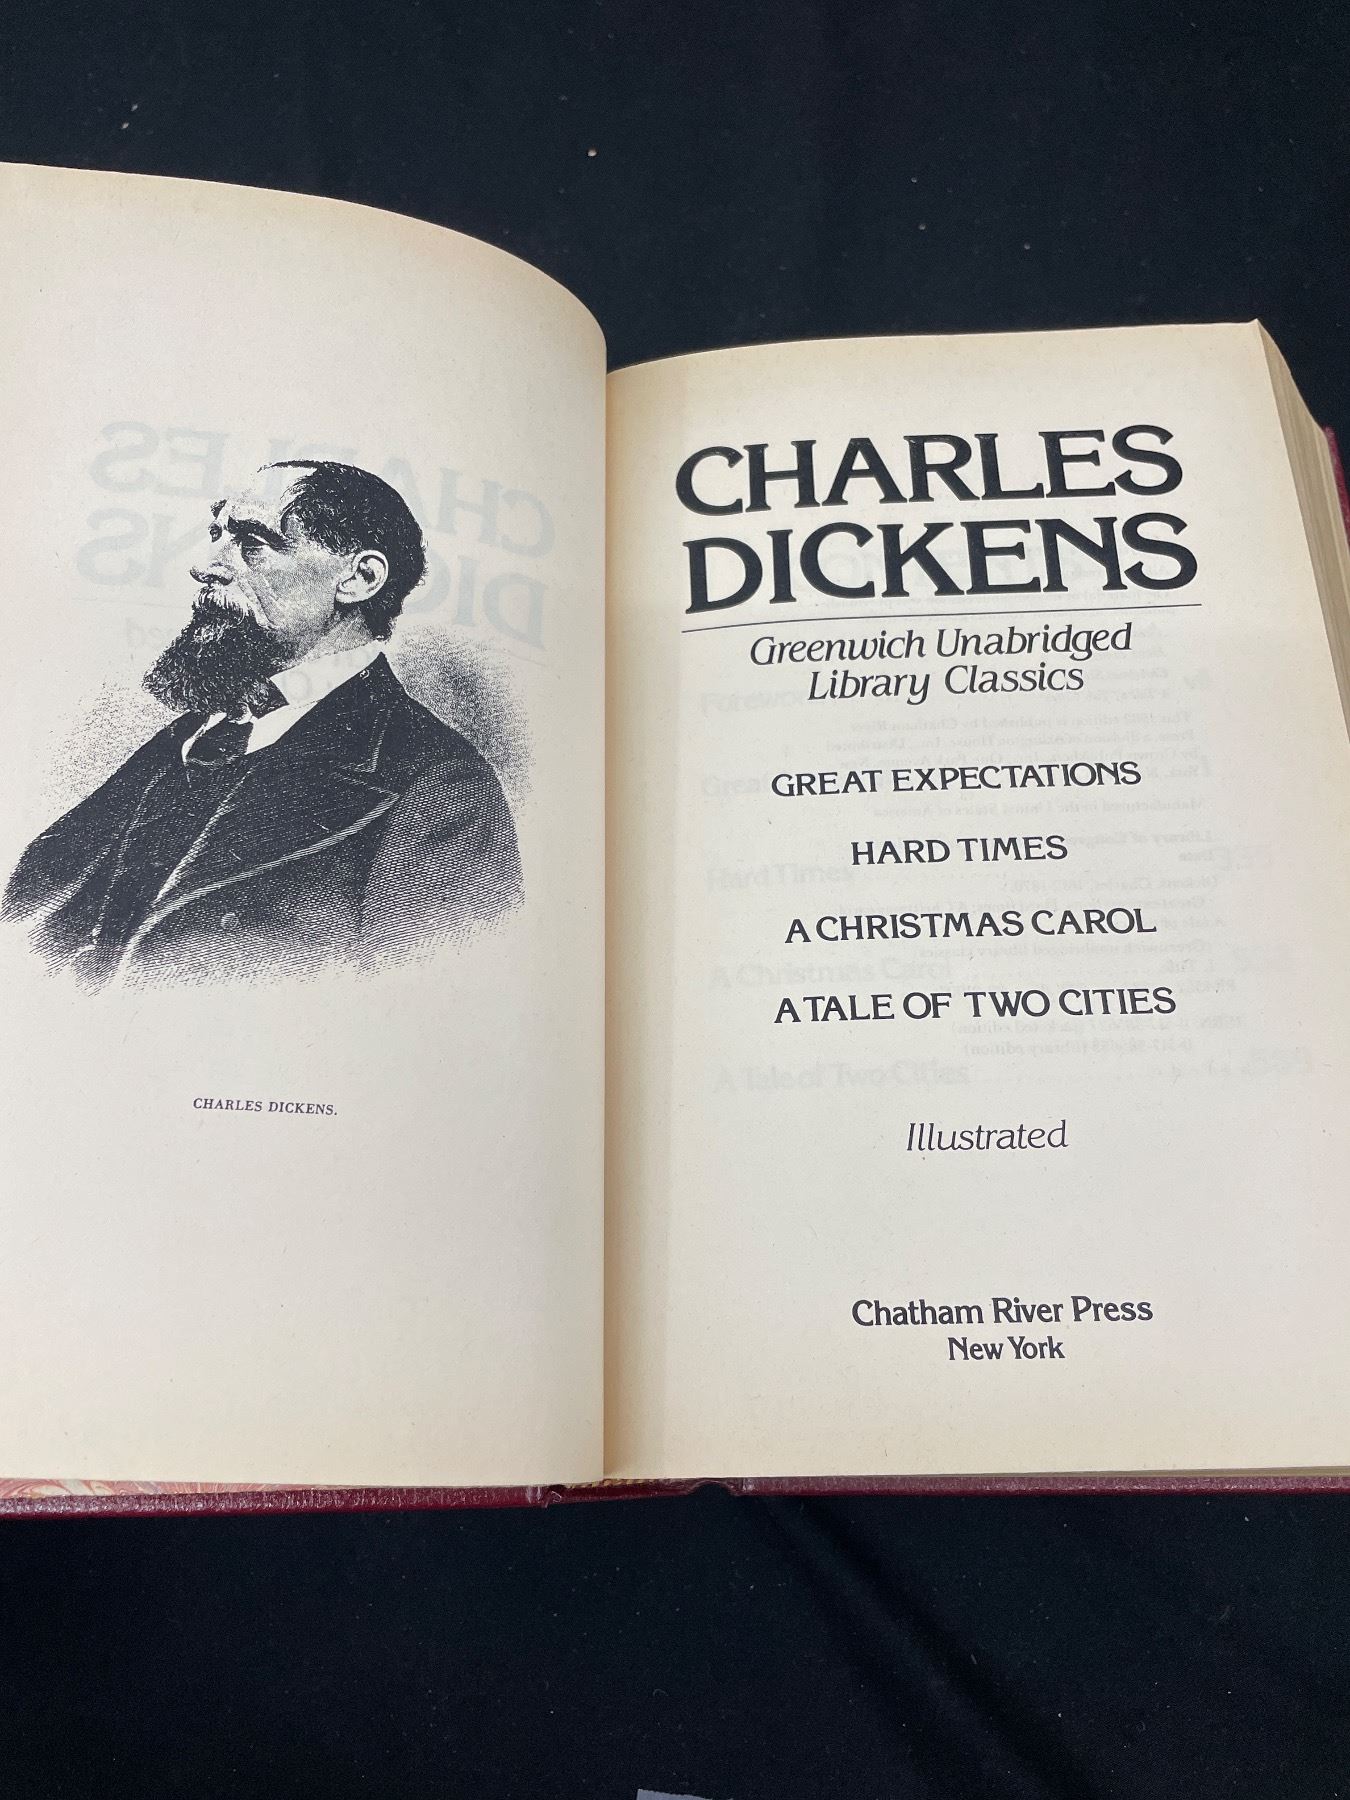 CHARLES DICKENS.
CHARLES
DICKENS
Greenwich Unabridged
Library Classics
GREAT EXPECTATIONS
HARD TIMES
A CHRISTMAS CAROL
A TALE OF TWO CITIES
Illustrated
Chatham River Press
New York